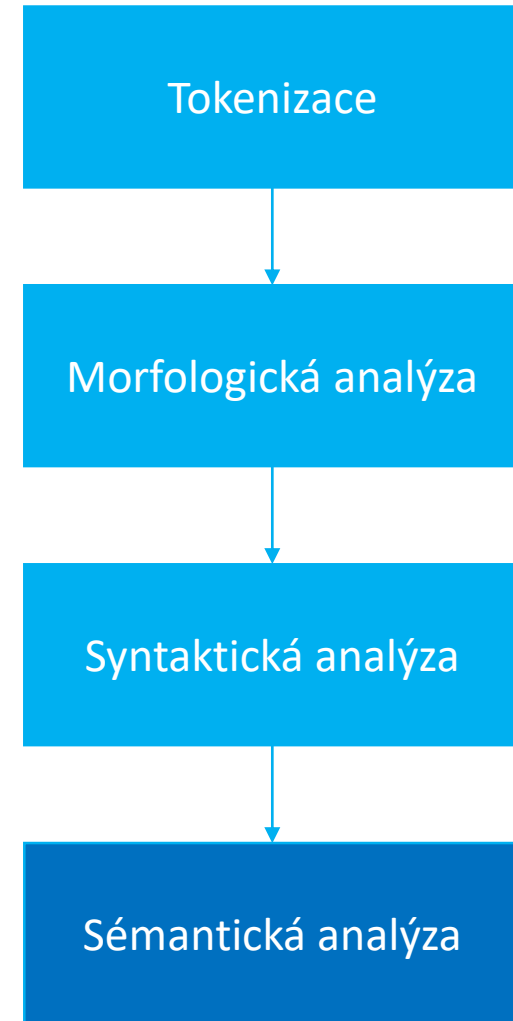 Tokenizace
Morfologická analýza
Syntaktická analýza
Sémantická analýza